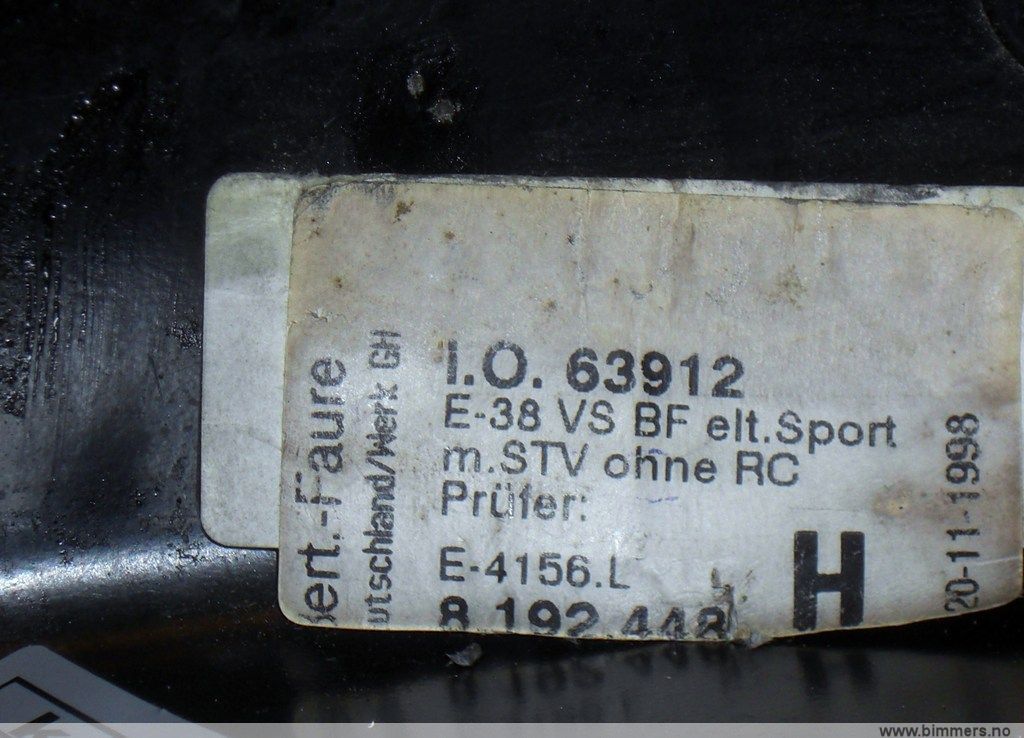 I.O. 63912
E-38 VS BF elt.Sport
m.STV ohne RC
Prüfer:
E-4156.L
8 192 448
H
20-11-1998
ert.-Faure
utschland/Werk GH
www.bimmers.no